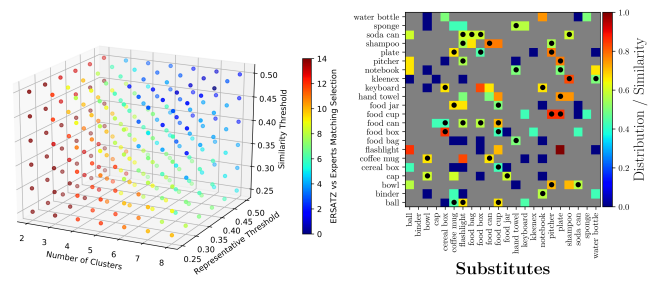 0.50
0.45
0.40
0.35
0.30
0.25
Similarity Threshold
2
3
4
5
6
7
8
Number of Clusters
0.25
0.30
0.35
0.40
0.45
0.50
Representative Threshold
14
12
10
8
6
4
2
0
ERSATZ vs Experts Matching Selection
water bottle
sponge
soda can
shampoo
plate
pitcher
notebook
kleenex
keyboard
hand towel
food jar
food cup
food can
food box
food bag
flashlight
coffee mug
cereal box
cap
bowl
binder
ball
ball
binder
bowl
cap
cereal box
coffee mug
flashlight
food bag
food box
food can
food cup
food jar
hand towel
keyboard
kleenex
notebook
pitcher
plate
shampoo
soda can
sponge
water bottle
Substitutes
1.0
0.8
0.6
0.4
0.2
0.0
Distribution / Similarity